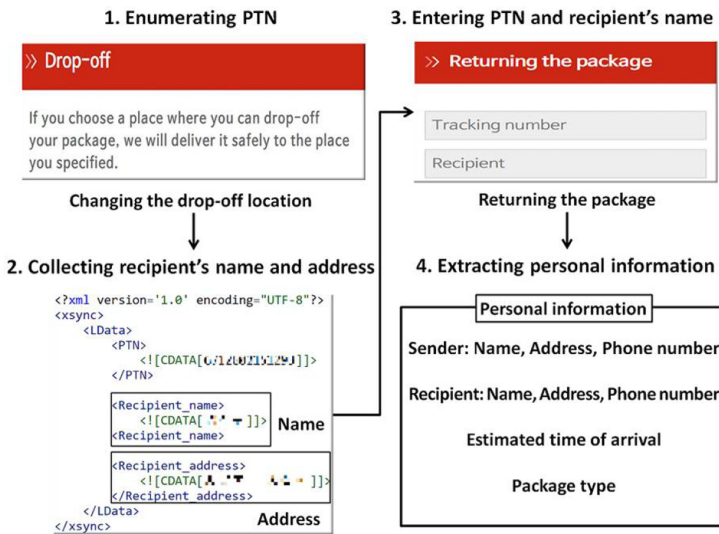 1. Enumerating PTN
» Drop-off
If you choose a place where you can drop-off
your package, we will deliver it safely to the place
you specified.
Changing the drop-off location
2. Collecting recipient's name and address
<?xml version='1.0' encoding="UTF-8"?>
<xsync>
<LData>
<PTN>
<![CDATA[ ]]>
</PTN>
<Recipient_name>
<![CDATA[ ]]>
<Recipient_name>
Name
<Recipient_address>
<![CDATA[ ]]>
</Recipient_address>
</LData>
Address
</xsync>
3. Entering PTN and recipient's name
» Returning the package
Tracking number
Recipient
Returning the package
4. Extracting personal information
Personal information
Sender: Name, Address, Phone number
Recipient: Name, Address, Phone number
Estimated time of arrival
Package type